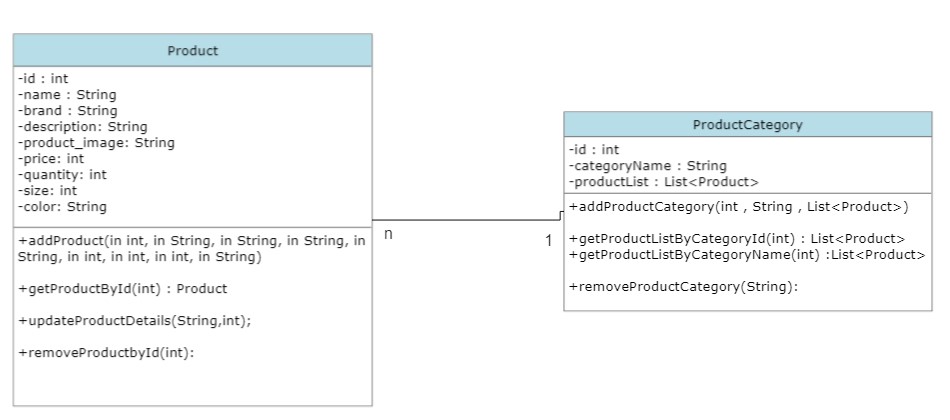 Product
-id : int
-name : String
-brand : String
-description: String
-product_image: String
-price: int
-quantity: int
-size: int
-color: String
+addProduct(in int, in String, in String, in String, in
String, in int, in int, in int, in String)
+getProductById(int) : Product
+updateProductDetails(String,int);
+removeProductbyId(int):
n
1
ProductCategory
-id : int
-categoryName : String
-productList : List<Product>
+addProductCategory(int , String , List<Product>)
+getProductListByCategoryId(int) : List<Product>
+getProductListByCategoryName(int) :List<Product>
+removeProductCategory(String):